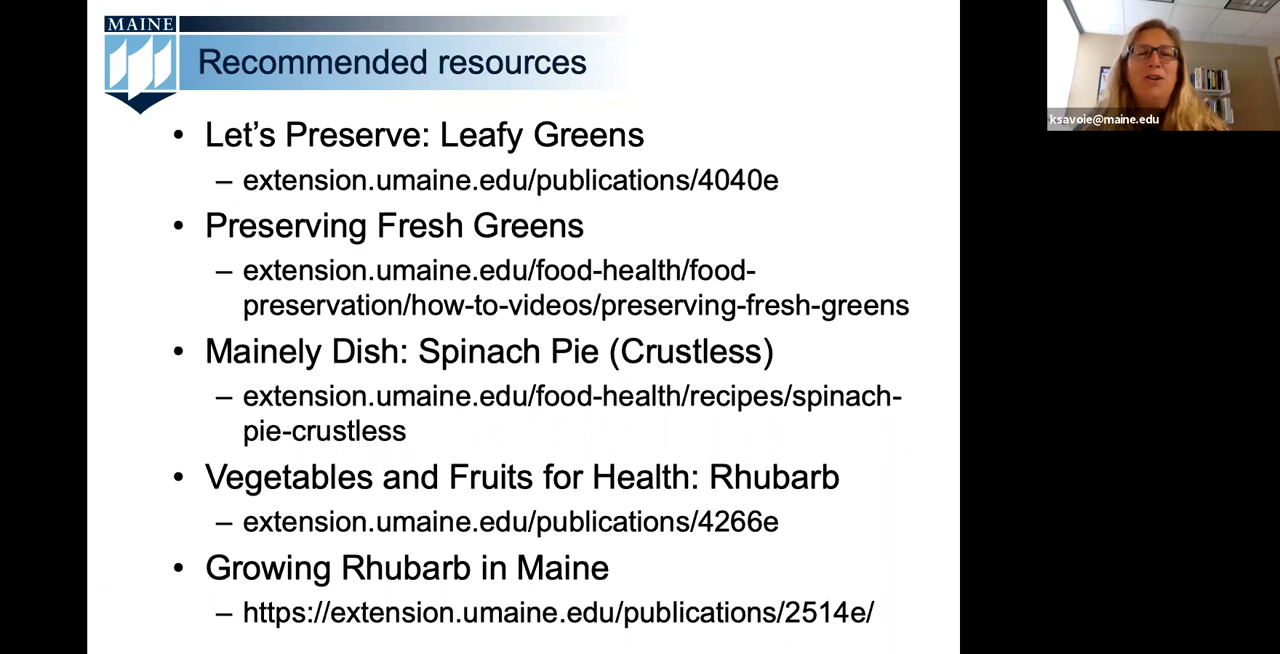 MAINE
Recommended resources
• Let’s Preserve: Leafy Greens
– extension.umaine.edu/publications/4040e
• Preserving Fresh Greens
– extension.umaine.edu/food-health/food-
preservation/how-to-videos/preserving-fresh-greens
• Mainely Dish: Spinach Pie (Crustless)
– extension.umaine.edu/food-health/recipes/spinach-
pie-crustless
• Vegetables and Fruits for Health: Rhubarb
– extension.umaine.edu/publications/4266e
• Growing Rhubarb in Maine
– https://extension.umaine.edu/publications/2514e/
ksavoie@maine.edu